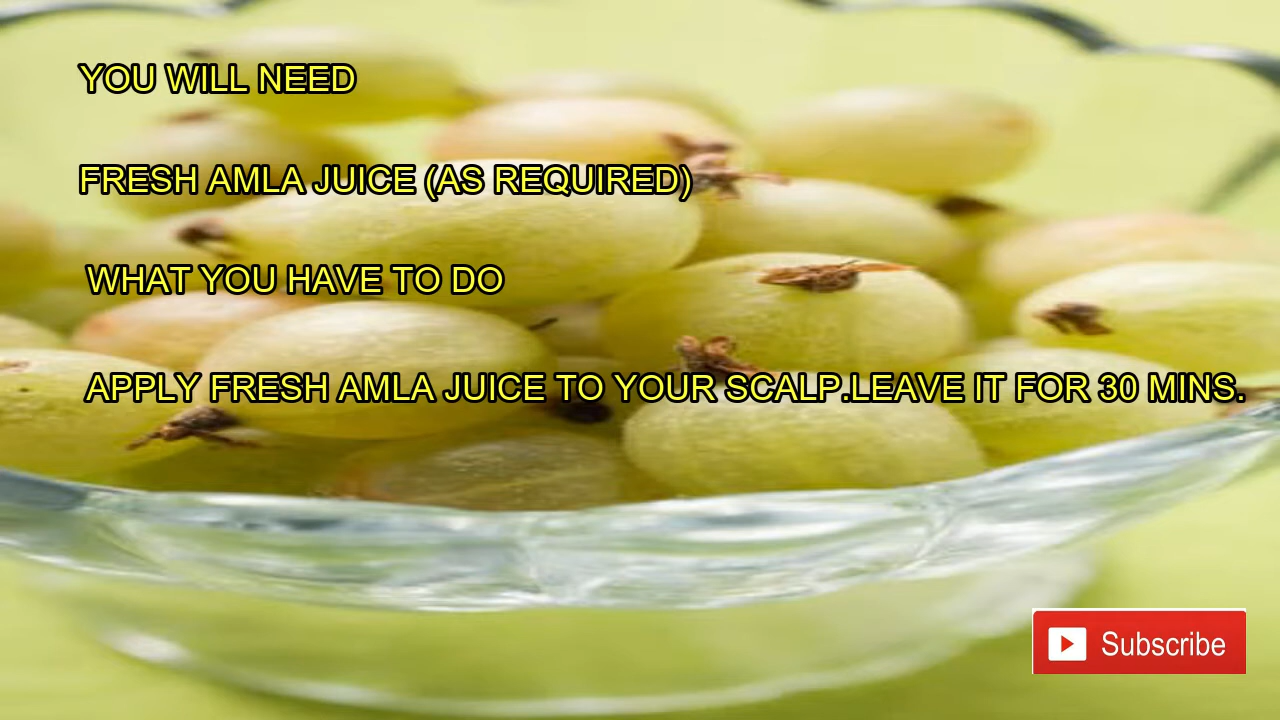 YOU WILL NEED
FRESH AMLA JUICE (AS REQUIRED)
WHAT YOU HAVE TO DO
APPLY FRESH AMLA JUICE TO YOUR SCALP.LEAVE IT FOR 30 MINS.
Subscribe